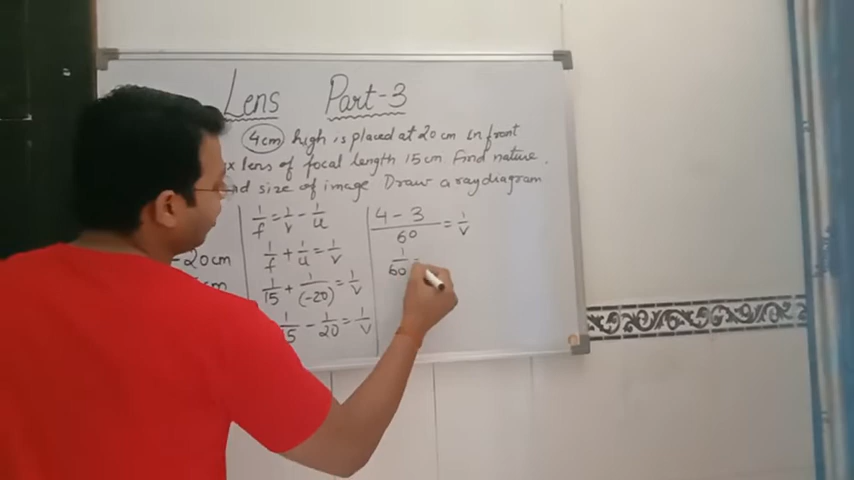 Lens Part-3
4cm high is placed at 20 cm in front
lens of focal length 15 cm Find nature
size of image Draw a ray diagram
1/f = 1/v - 1/u
1/f + 1/u = 1/v
- 20cm
1/15 + 1/(-20) = 1/v
1/15 - 1/20 = 1/v
4 - 3/60 = 1/v
1/60 =